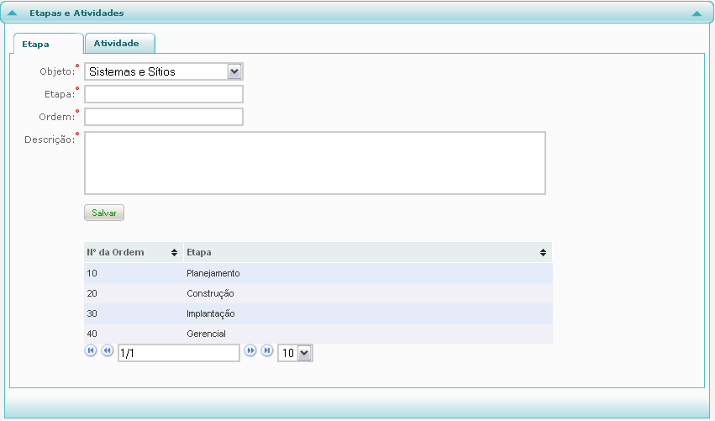 Etapas e Atividades
Etapa Atividade
Objeto:* Sistemas e Sítios
Etapa:*
Ordem:*
Descrição:*
Salvar
Nº da Ordem Etapa
10 Planejamento
20 Construção
30 Implantação
40 Gerencial
1/1 10